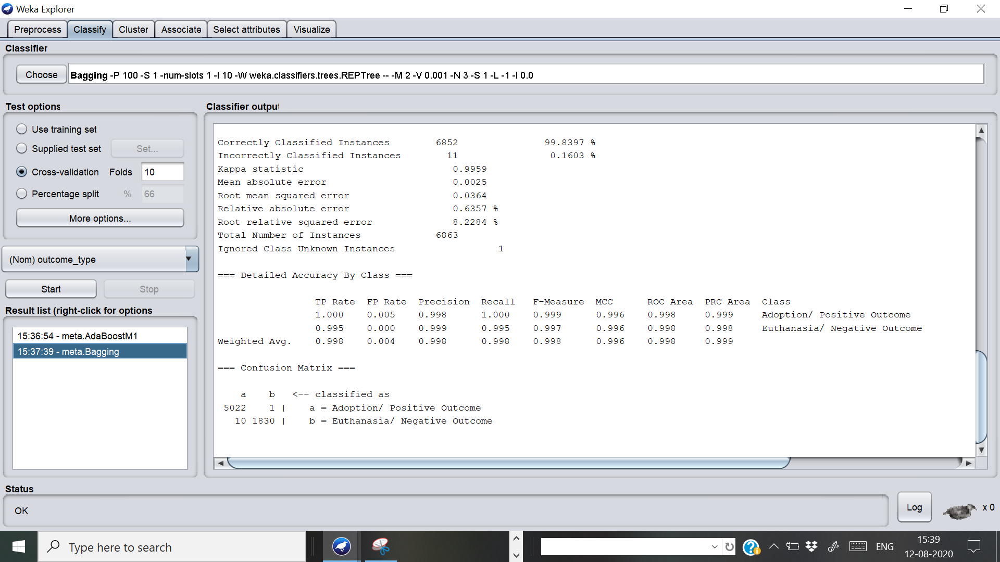 Weka Explorer
Preprocess Classify Cluster Associate Select attributes Visualize
Classifier
Choose Bagging -P 100 -S 1 -num-slots 1 -I 10 -W weka.classifiers.trees.REPTree -- -M 2 -V 0.001 -N 3 -S 1 -L -1 -I 0.0
Test options
Use training set
Supplied test set Set...
Cross-validation Folds 10
Percentage split % 66
More options...
(Nom) outcome_type
Start Stop
Result list (right-click for options
15:36:54 - meta.AdaBoostM1
15:37:39 - meta.Bagging
Classifier output
Correctly Classified Instances 6852 99.8397 %
Incorrectly Classified Instances 11 0.1603 %
Kappa statistic 0.9959
Mean absolute error 0.0025
Root mean squared error 0.0364
Relative absolute error 0.6357 %
Root relative squared error 8.2284 %
Total Number of Instances 6863
Ignored Class Unknown Instances 1
=== Detailed Accuracy By Class ===
TP Rate FP Rate Precision Recall F-Measure MCC ROC Area PRC Area Class
1.000 0.005 0.998 1.000 0.999 0.996 0.998 0.999 Adoption/ Positive Outcome
0.995 0.000 0.999 0.995 0.997 0.996 0.998 0.998 Euthanasia/ Negative Outcome
Weighted Avg. 0.998 0.004 0.998 0.998 0.998 0.996 0.998 0.999
=== Confusion Matrix ===
a b <-- classified as
5022 1 | a = Adoption/ Positive Outcome
10 1830 | b = Euthanasia/ Negative Outcome
Status
OK
Log x 0
Type here to search
ENG
15:39
12-08-2020